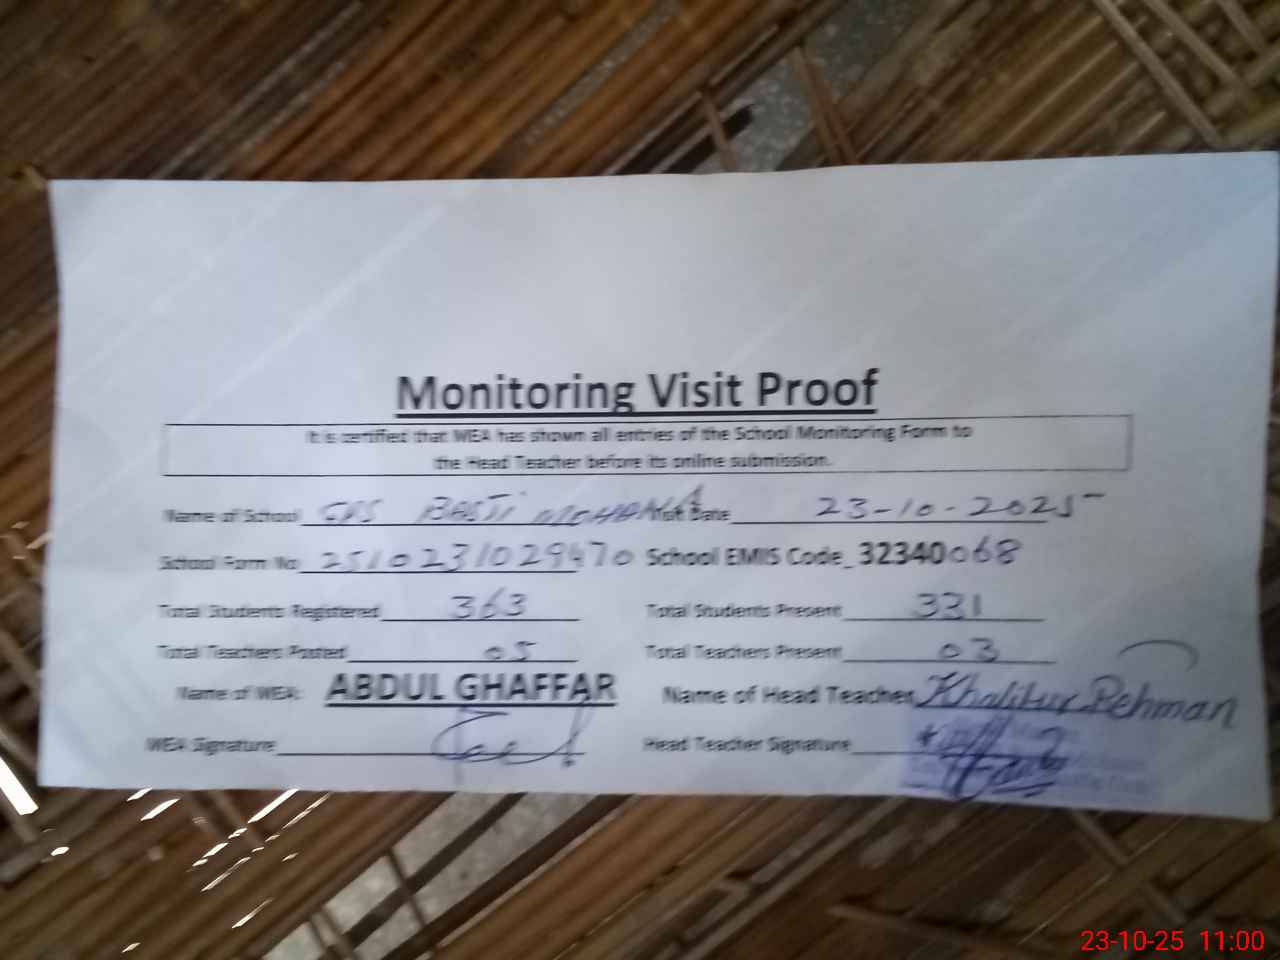 Monitoring Visit Proof
It is certified that WEA has shown all entries of the School Monitoring Form to
the Head Teacher before its online submission.
Name of School BASTI MOHANA Visit Date 23-10-2025
School Form No 2510231029470 School EMIS Code 32340068
Total Students Registered 363 Total Students Present 331
Total Teachers Posted 05 Total Teachers Present 03
Name of WEA: ABDUL GHAFFAR Name of Head Teacher Rehman
WEA Signature Head Teacher Signature
23-10-25 11:00